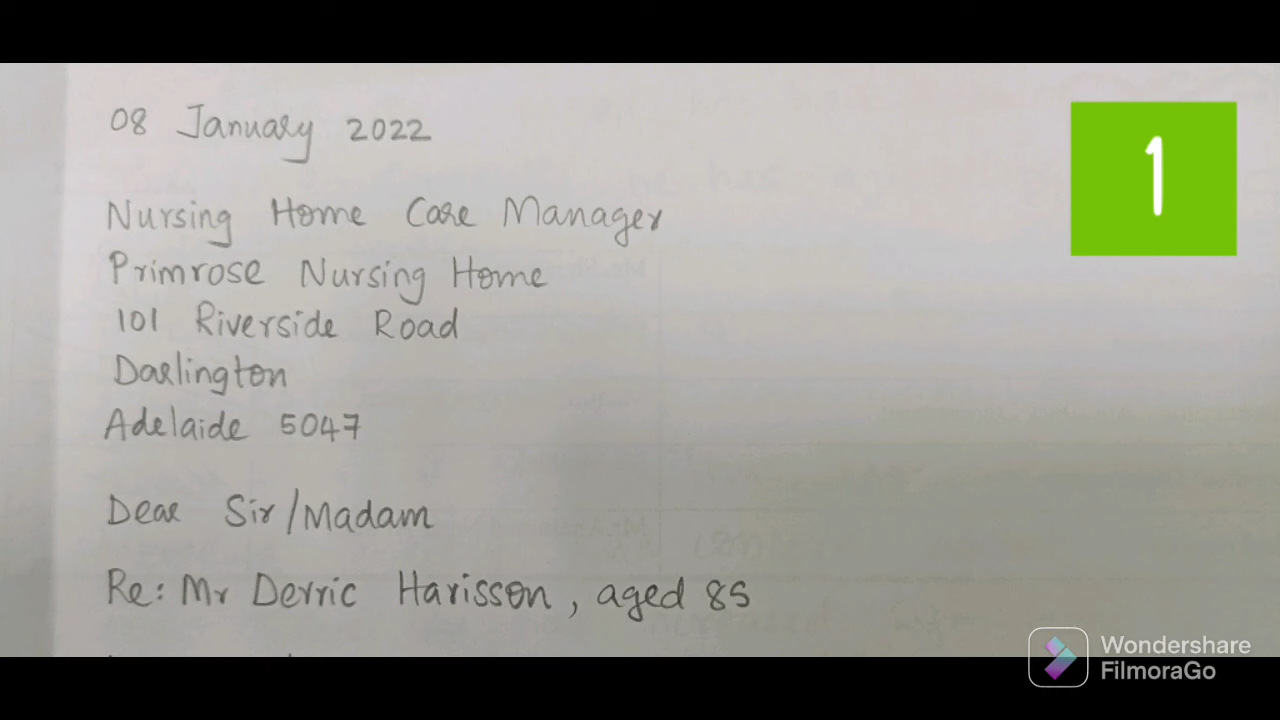 08 January 2022
1
Nursing Home Care Manager
Primrose Nursing Home
101 Riverside Road
Darlington
Adelaide 5047
Dear Sir/Madam
Re: Mr Derric Harisson, aged 85
Wondershare
FilmoraGo